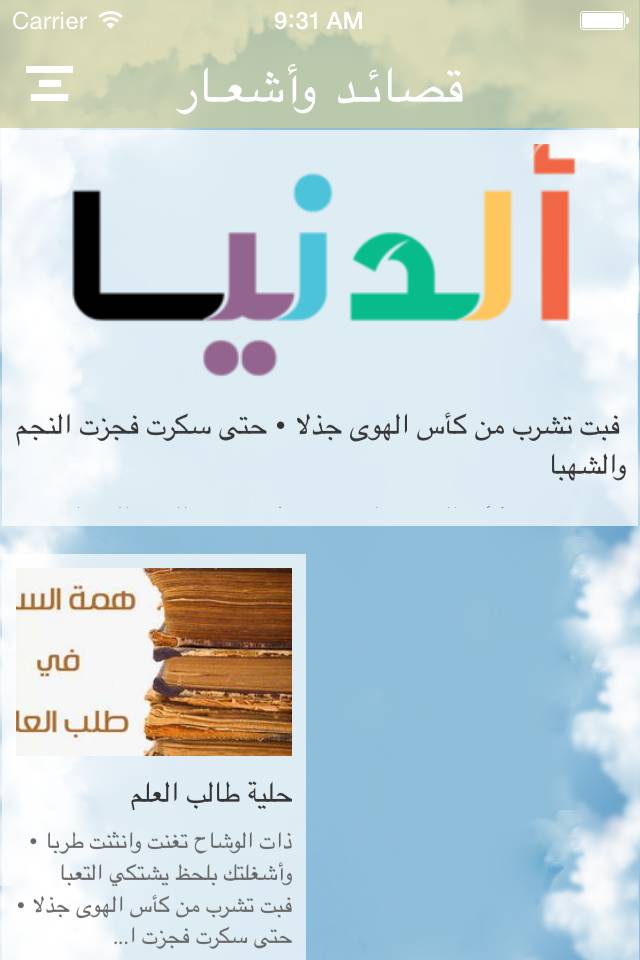 Carrier 9:31 AM
قصائد وأشعار
ألدنيا
فبت تشرب من كأس الهوى جذلا • حتى سكرت فجزت النجم
والشهبا
همة الس
في
طلب العا
حلية طالب العلم
ذات الوشاح تغنت وانثنت طربا •
وأشغلتك بلحظ يشتكي التعبا
فبت تشرب من كأس الهوى جذلا •
حتى سكرت فجزت ا...